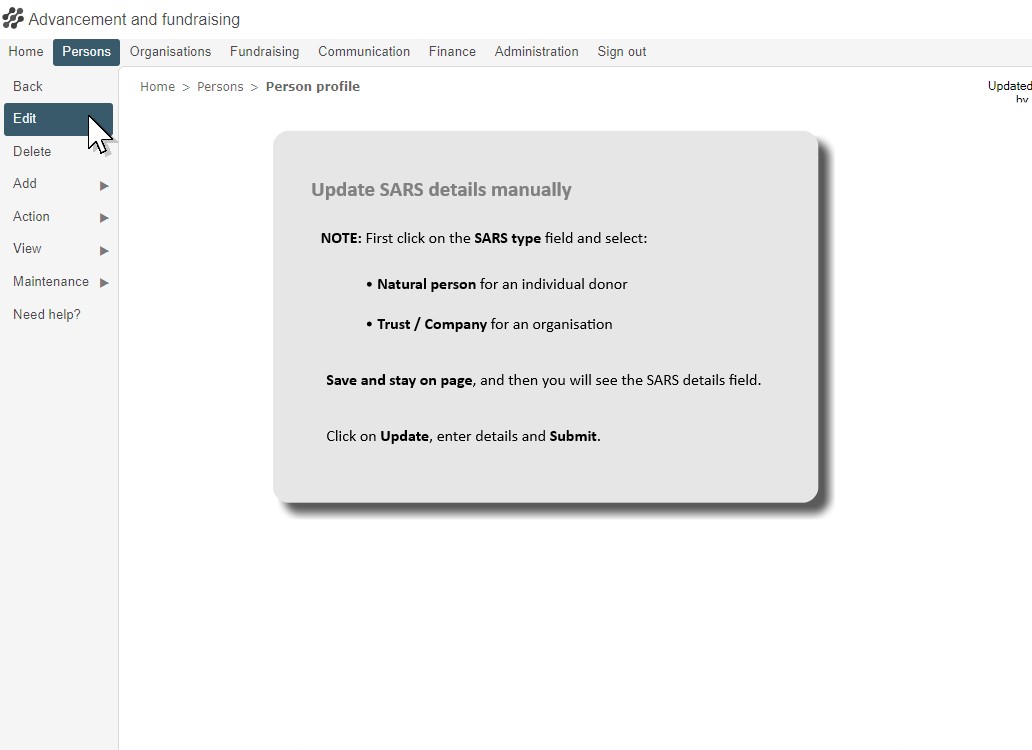 Advancement and fundraising
Home Persons Organisations Fundraising Communication Finance Administration Sign out
Back
Home > Persons > Person profile
Updated
by
Edit
Delete
Add
Action
View
Maintenance
Need help?
Update SARS details manually
NOTE: First click on the SARS type field and select:
• Natural person for an individual donor
• Trust / Company for an organisation
Save and stay on page, and then you will see the SARS details field.
Click on Update, enter details and Submit.